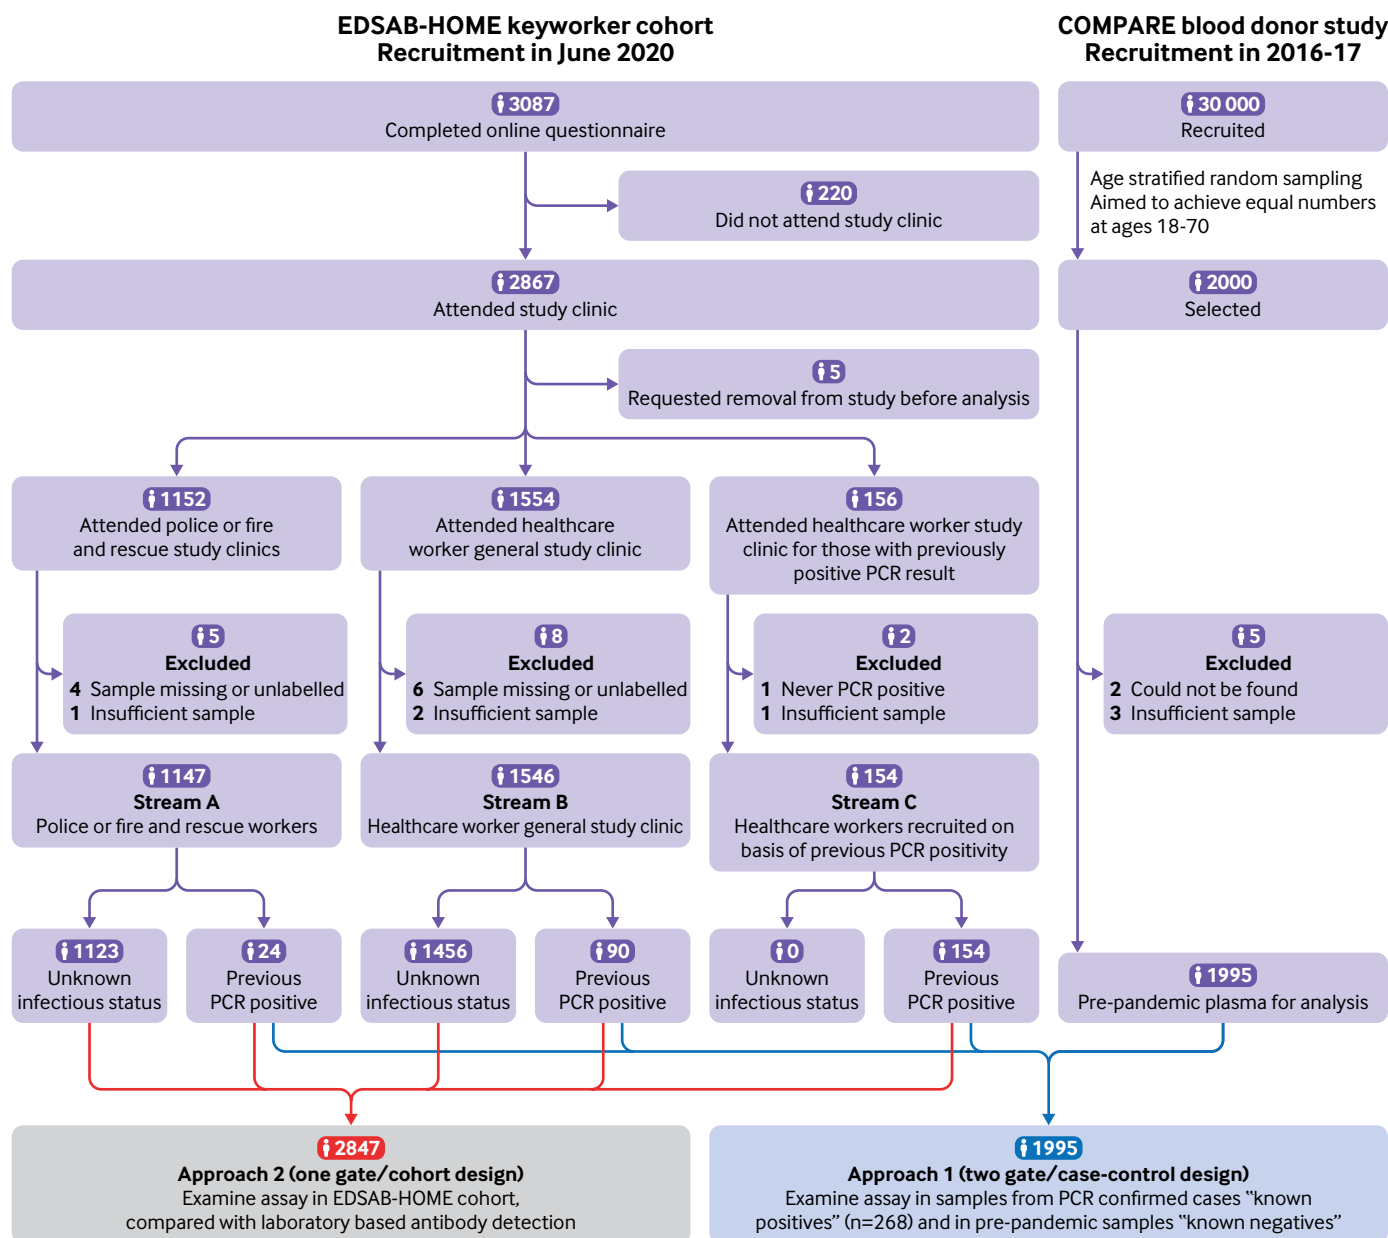 EDSAB-HOME keyworker cohort
Recruitment in June 2020
COMPARE blood donor study
Recruitment in 2016-17
3087
Completed online questionnaire
30 000
Recruited
220
Did not attend study clinic
Age stratified random sampling
Aimed to achieve equal numbers
at ages 18-70
2867
Attended study clinic
2000
Selected
5
Requested removal from study before analysis
1152
Attended police or fire
and rescue study clinics
1554
Attended healthcare
worker general study clinic
156
Attended healthcare worker study
clinic for those with previously
positive PCR result
5
Excluded
4 Sample missing or unlabelled
1 Insufficient sample
8
Excluded
6 Sample missing or unlabelled
2 Insufficient sample
2
Excluded
1 Never PCR positive
1 Insufficient sample
5
Excluded
2 Could not be found
3 Insufficient sample
1147
Stream A
Police or fire and rescue workers
1546
Stream B
Healthcare worker general study clinic
154
Stream C
Healthcare workers recruited on
basis of previous PCR positivity
1123
Unknown
infectious status
24
Previous
PCR positive
1456
Unknown
infectious status
90
Previous
PCR positive
0
Unknown
infectious status
154
Previous
PCR positive
1995
Pre-pandemic plasma for analysis
2847
Approach 2 (one gate/cohort design)
Examine assay in EDSAB-HOME cohort,
compared with laboratory based antibody detection
1995
Approach 1 (two gate/case-control design)
Examine assay in samples from PCR confirmed cases "known
positives" (n=268) and in pre-pandemic samples "known negatives"